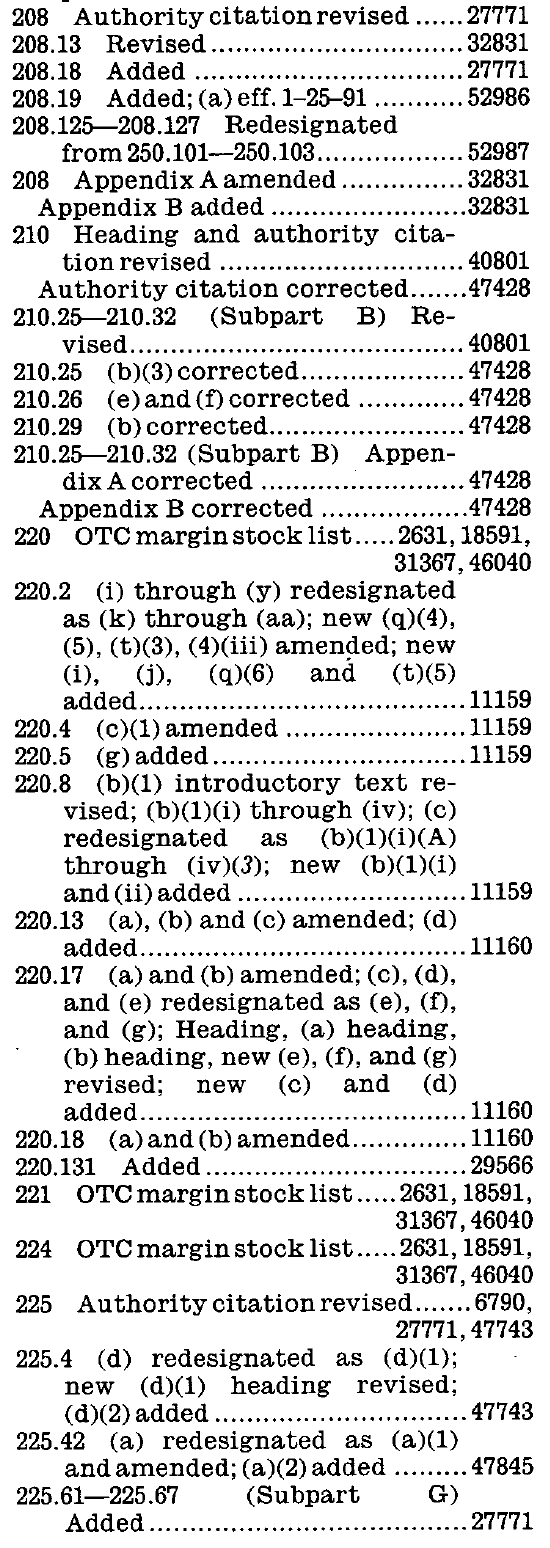 208 Authority citation revised ......27771
208.13 Revised..............................32831
208.18 Added ................................27771
208.19 Added; (a) eff. 1–25–91 ...........52986
208.125—208.127 Redesignated
from 250.101—250.103..................52987
208 Appendix A amended ...............32831
Appendix B added ........................32831
210 Heading and authority cita-
tion revised ..............................40801
Authority citation corrected.......47428
210.25—210.32 (Subpart B) Re-
vised.........................................40801
210.25 (b)(3) corrected....................47428
210.26 (e) and (f) corrected .............47428
210.29 (b) corrected........................47428
210.25—210.32 (Subpart B) Appen-
dix A corrected .........................47428
Appendix B corrected ..................47428
220 OTC margin stock list.....2631, 18591,
31367, 46040
220.2 (i) through (y) redesignated
as (k) through (aa); new (q)(4),
(5), (t)(3), (4)(iii) amended; new
(i), (j), (q)(6) and (t)(5)
added........................................11159
220.4 (c)(1) amended ......................11159
220.5 (g) added...............................11159
220.8 (b)(1) introductory text re-
vised; (b)(1)(i) through (iv); (c)
redesignated as (b)(1)(i)(A)
through (iv)(3); new (b)(1)(i)
and (ii) added ............................11159
220.13 (a), (b) and (c) amended; (d)
added........................................11160
220.17 (a) and (b) amended; (c), (d),
and (e) redesignated as (e), (f),
and (g); Heading, (a) heading,
(b) heading, new (e), (f), and (g)
revised; new (c) and (d)
added........................................11160
220.18 (a) and (b) amended..............11160
220.131 Added................................29566
221 OTC margin stock list.....2631, 18591,
31367, 46040
224 OTC margin stock list.....2631, 18591,
31367, 46040
225 Authority citation revised.......6790,
27771, 47743
225.4 (d) redesignated as (d)(1);
new (d)(1) heading revised;
(d)(2) added ..............................47743
225.42 (a) redesignated as (a)(1)
and amended; (a)(2) added .........47845
225.61—225.67 (Subpart G)
Added.......................................27771